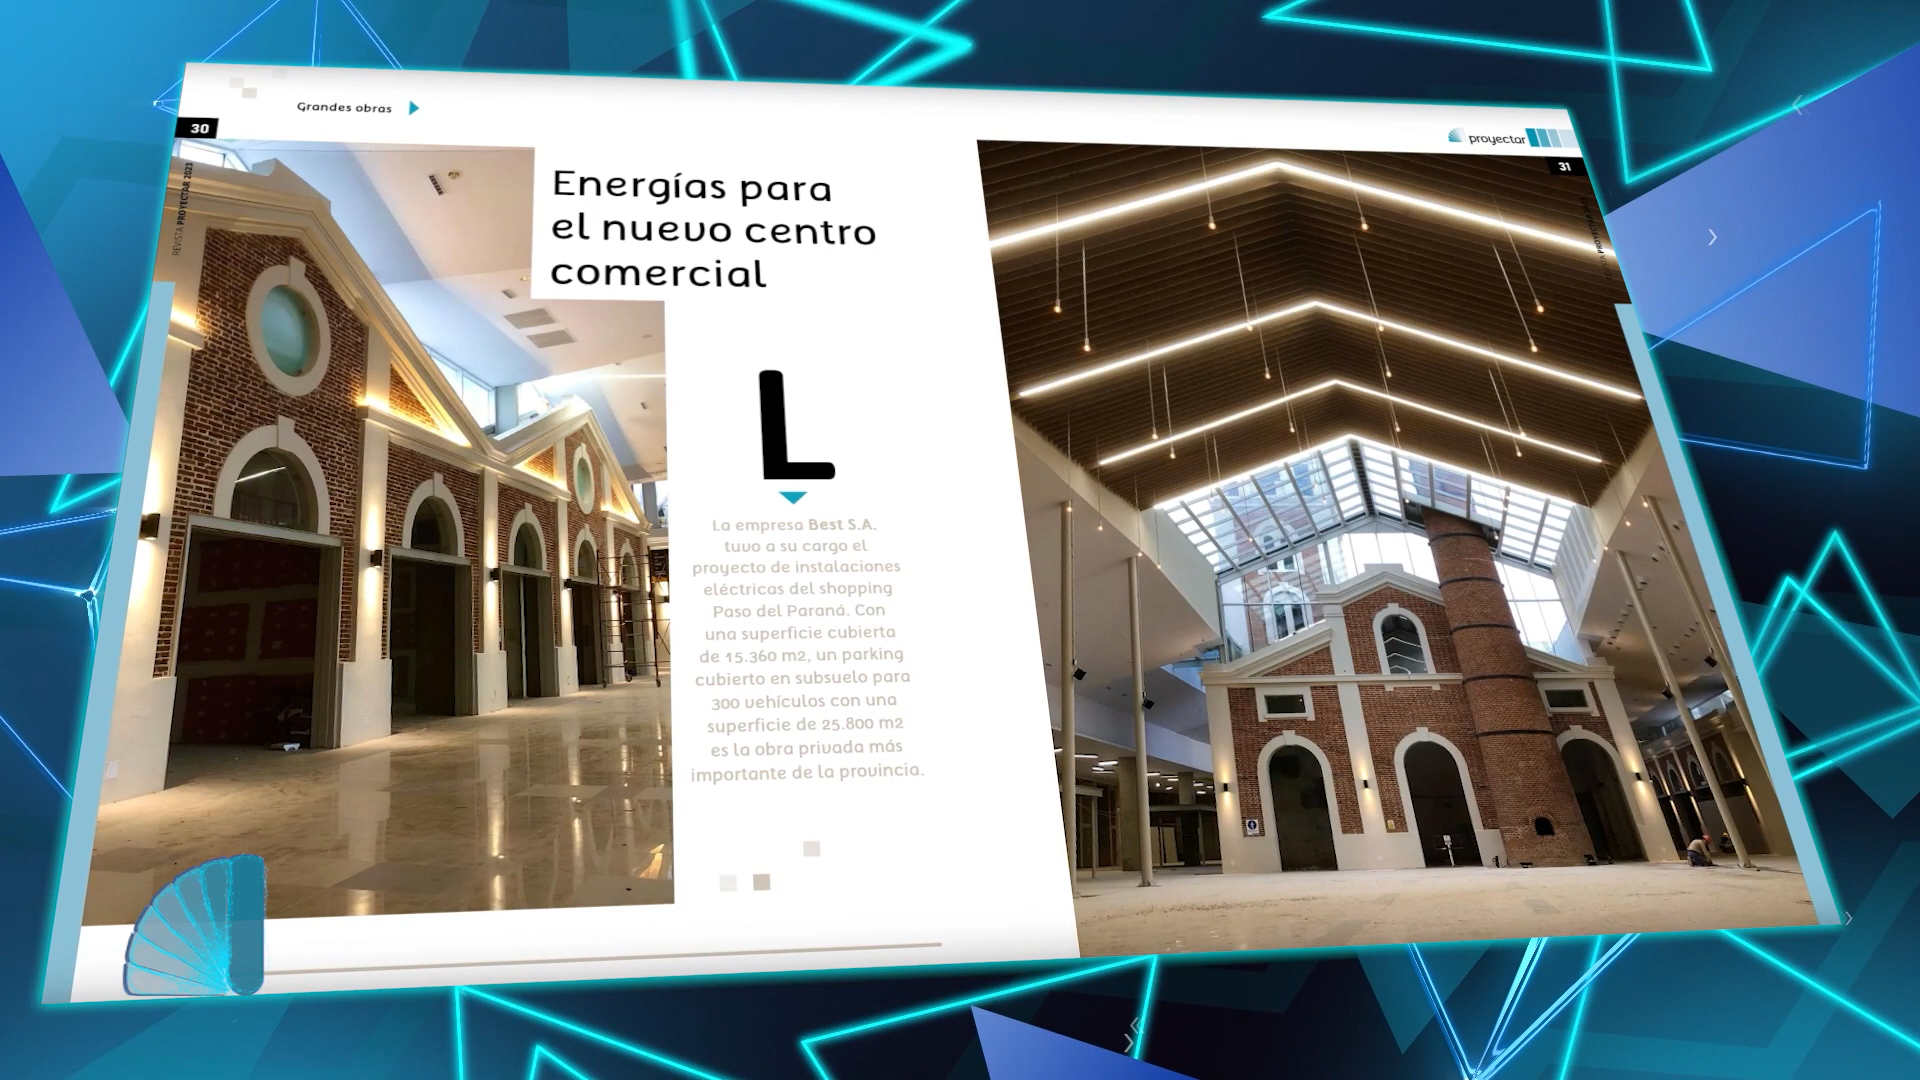 Grandes obras
30
REVISTA PROYECTAR 2023
Energías para
el nuevo centro
comercial
L
La empresa Best S.A.
tuvo a su cargo el
proyecto de instalaciones
eléctricas del shopping
Paso del Paraná. Con
una superficie cubierta
de 15.360 m2, un parking
cubierto en subsuelo para
300 vehículos con una
superficie de 25.800 m2
es la obra privada más
importante de la provincia.
proyectar
31